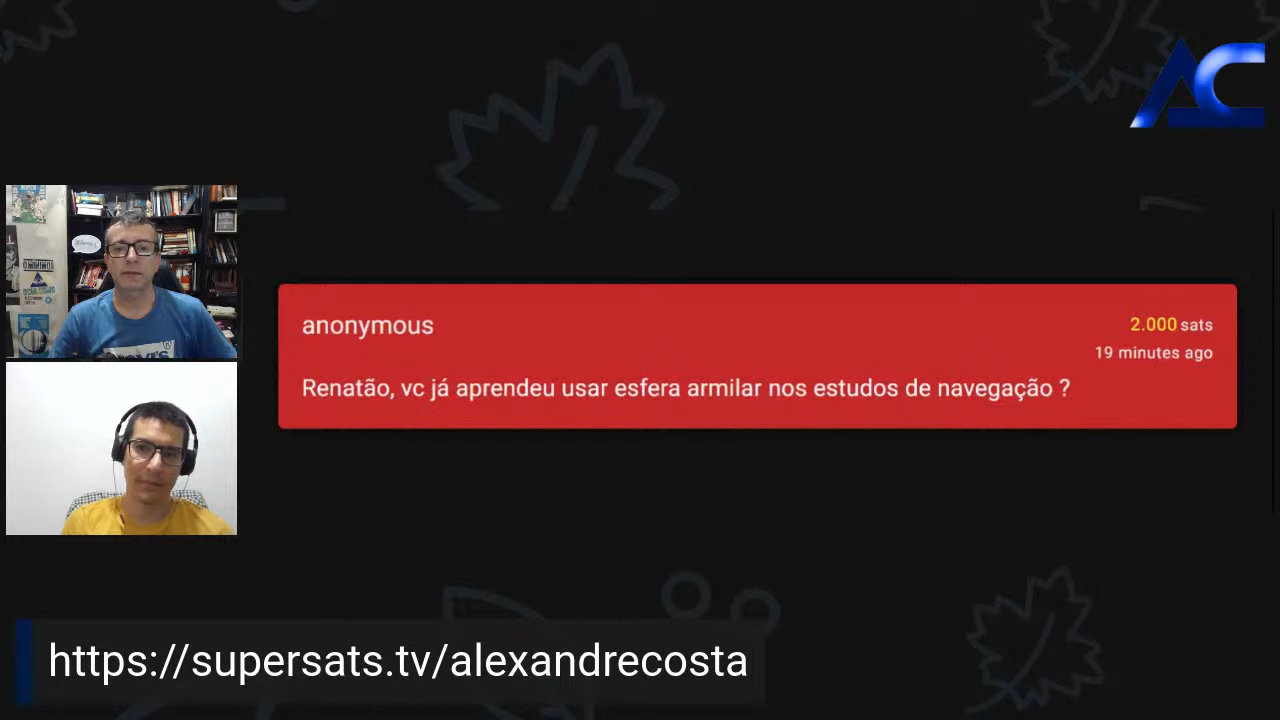 AC
anonymous
2.000 sats
19 minutes ago
Renatão, vc já aprendeu usar esfera armilar nos estudos de navegação ?
https://supersats.tv/alexandrecosta